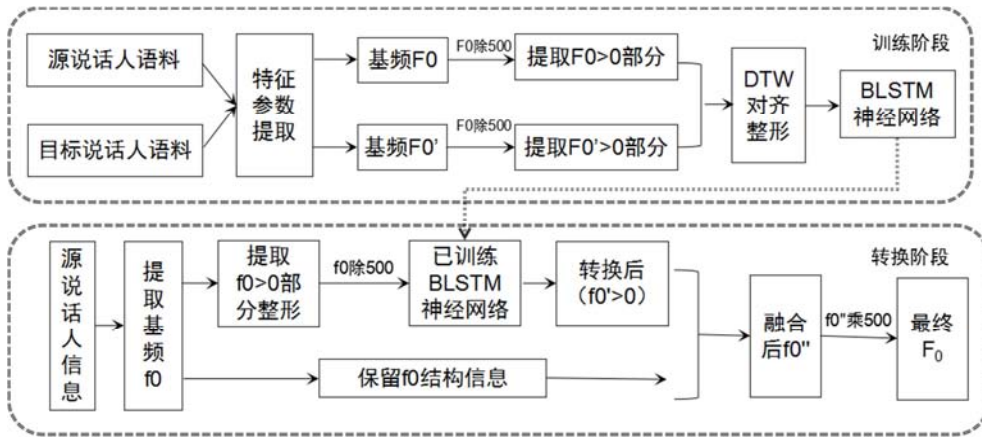 训练阶段
源说话人语料
目标说话人语料
特征
参数
提取
基频F0
F0除500
提取F0>0部分
基频F0'
F0除500
提取F0'>0部分
DTW
对齐
整形
BLSTM
神经网络
转换阶段
源说话人信息
提取基频f0
提取
f0>0部
分整形
f0除500
已训练
BLSTM
神经网络
转换后
（f0'>0）
保留f0结构信息
融合
后f0"
f0"乘500
最终
F₀